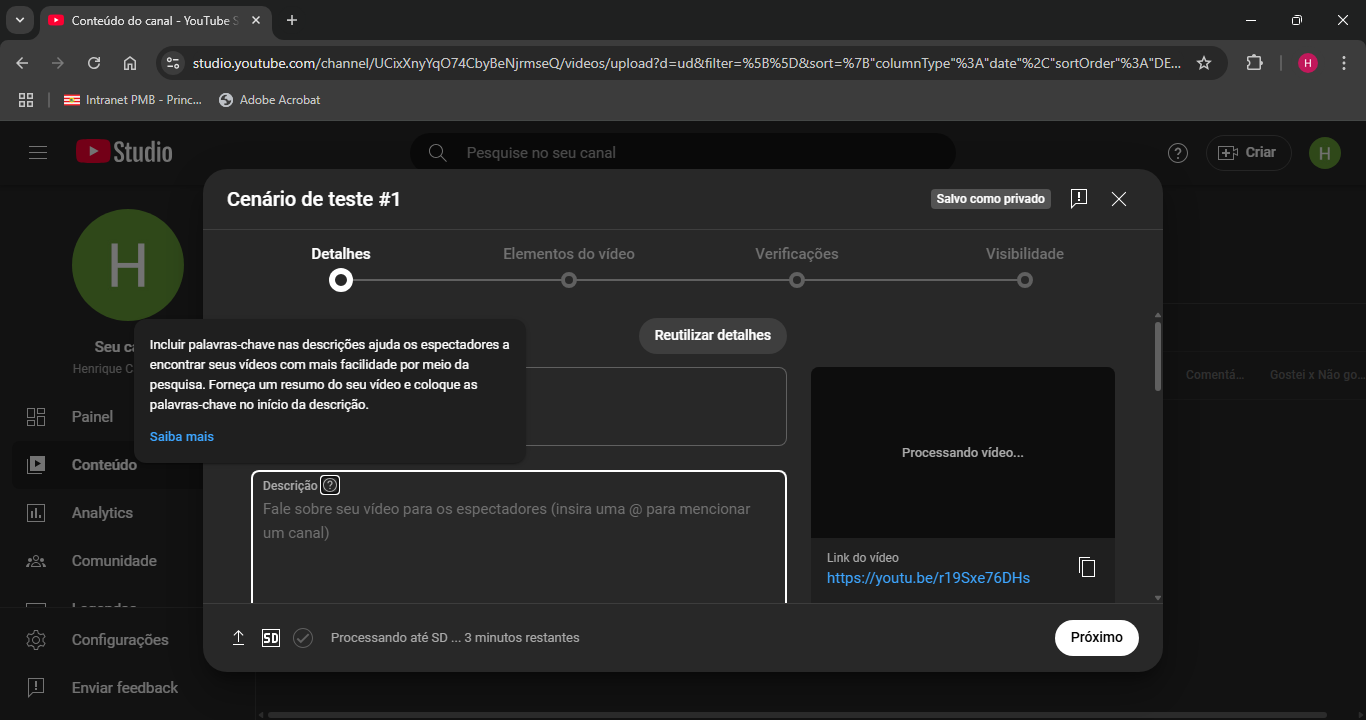 Conteúdo do canal - YouTube S
studio.youtube.com/channel/UCixXnyYqO74CbyBeNjrmseQ/videos/upload?d=ud&filter=%5B%5D&sort=%7B"columnType"%3A"date"%2C"sortOrder"%3A"DE...
H
Intranet PMB - Princ...
Adobe Acrobat
Studio
Pesquise no seu canal
Criar
H
Cenário de teste #1
Salvo como privado
Detalhes
Elementos do vídeo
Verificações
Visibilidade
H
Reutilizar detalhes
Seu ca
Henrique C
Incluir palavras-chave nas descrições ajuda os espectadores a
encontrar seus vídeos com mais facilidade por meio da
pesquisa. Forneça um resumo do seu vídeo e coloque as
palavras-chave no início da descrição.
Saiba mais
Comentá...
Gostei x Não go...
Painel
Conteúdo
Analytics
Comunidade
Legendas
Configurações
Enviar feedback
Processando vídeo...
Descrição
Fale sobre seu vídeo para os espectadores (insira uma @ para mencionar
um canal)
Link do vídeo
https://youtu.be/r19Sxe76DHs
SD
Processando até SD ... 3 minutos restantes
Próximo